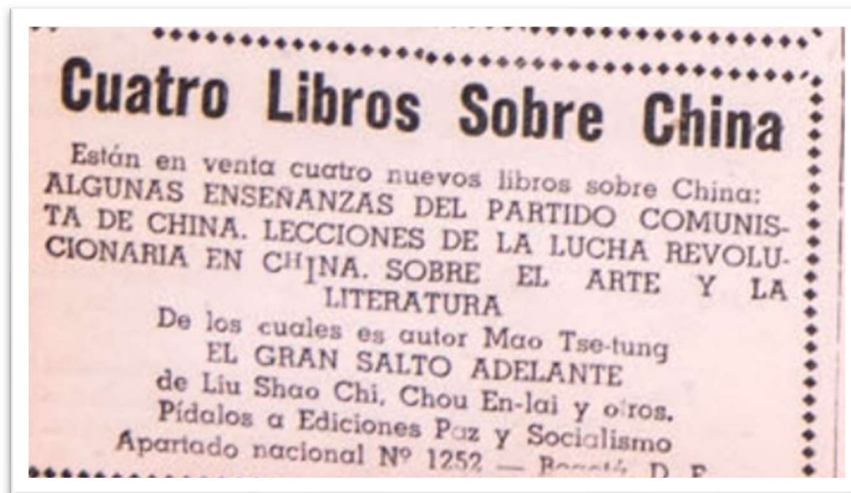 Cuatro Libros Sobre China
Están en venta cuatro nuevos libros sobre China:
ALGUNAS ENSEÑANZAS DEL PARTIDO COMUNIS-
TA DE CHINA. LECCIONES DE LA LUCHA REVOLU-
CIONARIA EN CHINA. SOBRE EL ARTE Y LA
LITERATURA
De los cuales es autor Mao Tse-tung
EL GRAN SALTO ADELANTE
de Liu Shao Chi, Chou En-lai y otros.
Pídalos a Ediciones Paz y Socialismo
Apartado nacional Nº 1252 — Bogotá, D. E.